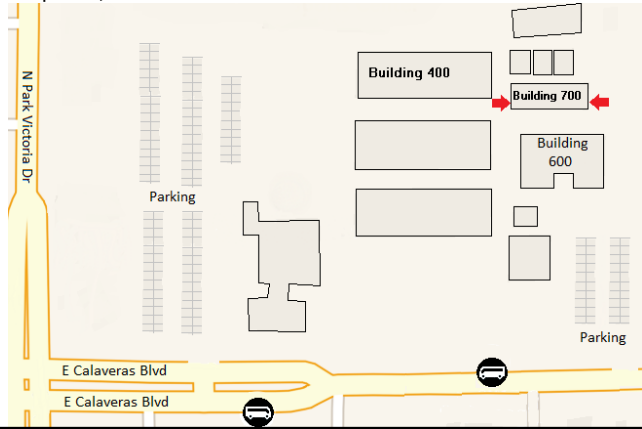 Building 400
Building 700
N Park Victoria Dr
Building
600
Parking
Parking
E Calaveras Blvd
E Calaveras Blvd